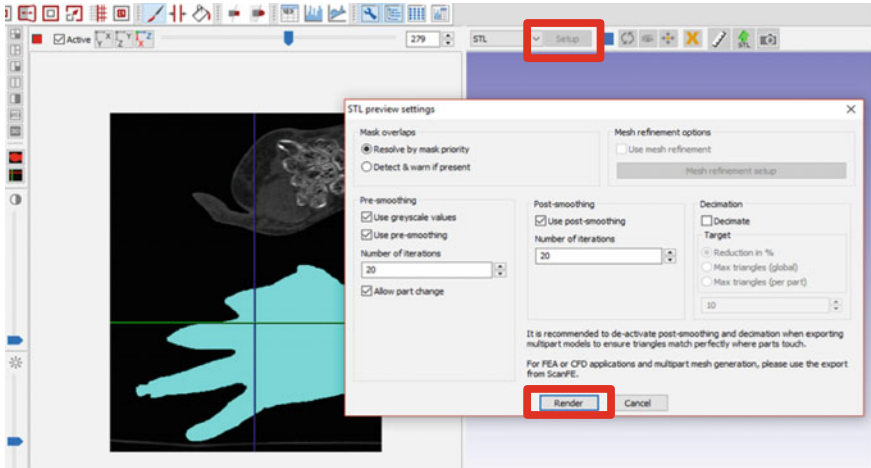 Active
X
Y
Y
Z
Z
X
279
STL
Setup
STL
STL preview settings
Mask overlaps
Resolve by mask priority
Detect & warn if present
Mesh refinement options
Use mesh refinement
Mesh refinement setup
Pre-smoothing
Use greyscale values
Use pre-smoothing
Number of iterations
20
Allow part change
Post-smoothing
Use post-smoothing
Number of iterations
20
Decimation
Decimate
Target
Reduction in %
Max triangles (global)
Max triangles (per part)
10
It is recommended to de-activate post-smoothing and decimation when exporting
multipart models to ensure triangles match perfectly where parts touch.
For FEA or CFD applications and multipart mesh generation, please use the export
from ScanFE.
Render
Cancel